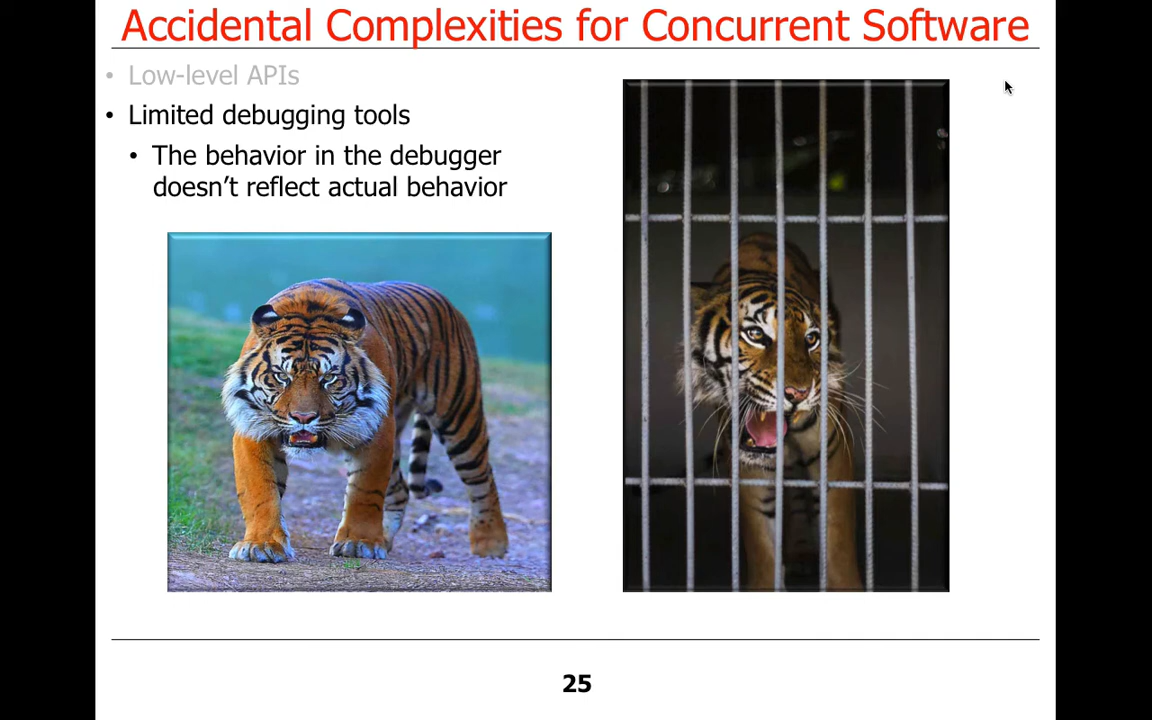 Accidental Complexities for Concurrent Software
• Low-level APIs
• Limited debugging tools
• The behavior in the debugger
doesn’t reflect actual behavior
25